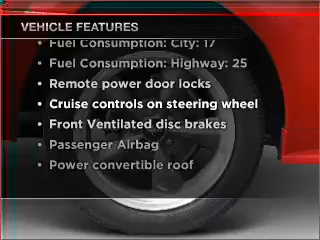 VEHICLE FEATURES
• Fuel Consumption: City: 17
• Fuel Consumption: Highway: 25
• Remote power door locks
• Cruise controls on steering wheel
• Front Ventilated disc brakes
• Passenger Airbag
• Power convertible roof